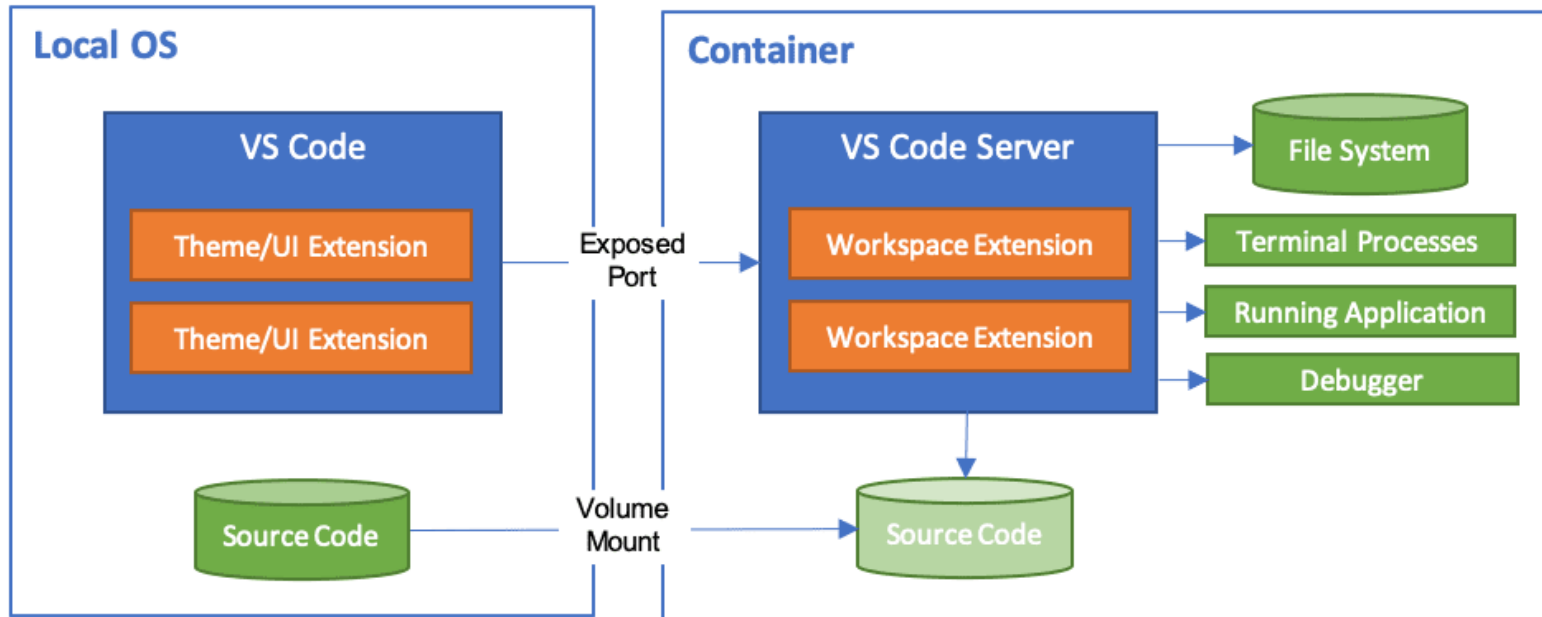 Local OS
VS Code
Theme/UI Extension
Theme/UI Extension
Source Code
Exposed
Port
Volume
Mount
Container
VS Code Server
Workspace Extension
Workspace Extension
File System
Terminal Processes
Running Application
Debugger
Source Code